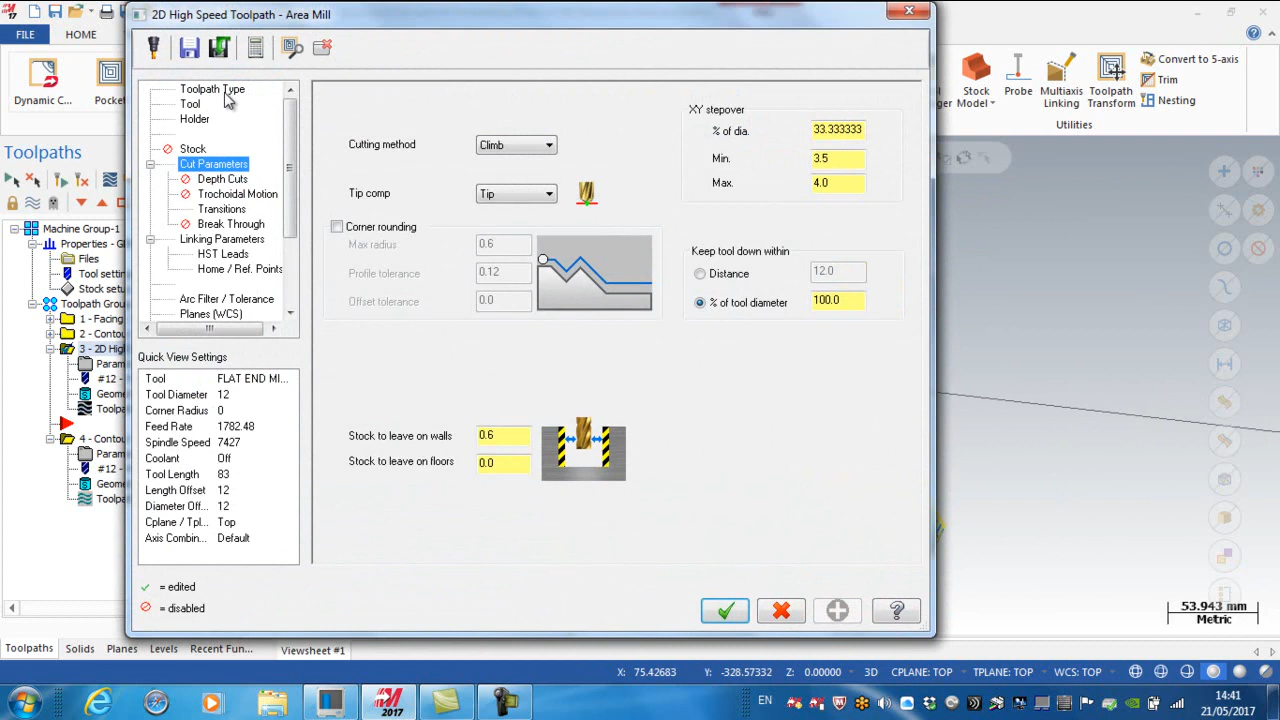 17
2D High Speed Toolpath - Area Mill
FILE
HOME
Dynamic C...
Pocket
Stock
Model
Probe
Multiaxis
Linking
Toolpath
Transform
Convert to 5-axis
Trim
Nesting
Utilities
Toolpaths
Machine Group-1
Files
Tool setting
Stock setu
Toolpath Group
1 - Facing
2 - Contou
3 - 2D High
Param
#12 -
Geome
Toolpa
4 - Contou
Param
#12 -
Geome
Toolpa
Toolpath Type
Tool
Holder
Stock
Cut Parameters
Depth Cuts
Trochoidal Motion
Transitions
Break Through
Linking Parameters
HST Leads
Home / Ref. Points
Arc Filter / Tolerance
Planes (WCS)
Quick View Settings
Tool FLAT END MI...
Tool Diameter 12
Corner Radius 0
Feed Rate 1782.48
Spindle Speed 7427
Coolant Off
Tool Length 83
Length Offset 12
Diameter Off... 12
Cplane / Tpl... Top
Axis Combin... Default
= edited
= disabled
Cutting method Climb
Tip comp Tip
Corner rounding
Max radius 0.6
Profile tolerance 0.12
Offset tolerance 0.0
XY stepover
% of dia. 33.333333
Min. 3.5
Max. 4.0
Keep tool down within
Distance 12.0
% of tool diameter 100.0
Stock to leave on walls 0.6
Stock to leave on floors 0.0
53.943 mm
Metric
Toolpaths Solids Planes Levels Recent Fun... Viewsheet #1
X: 75.42683 Y: -328.57332 Z: 0.00000 3D CPLANE: TOP TPLANE: TOP WCS: TOP
2017
EN
14:41
21/05/2017